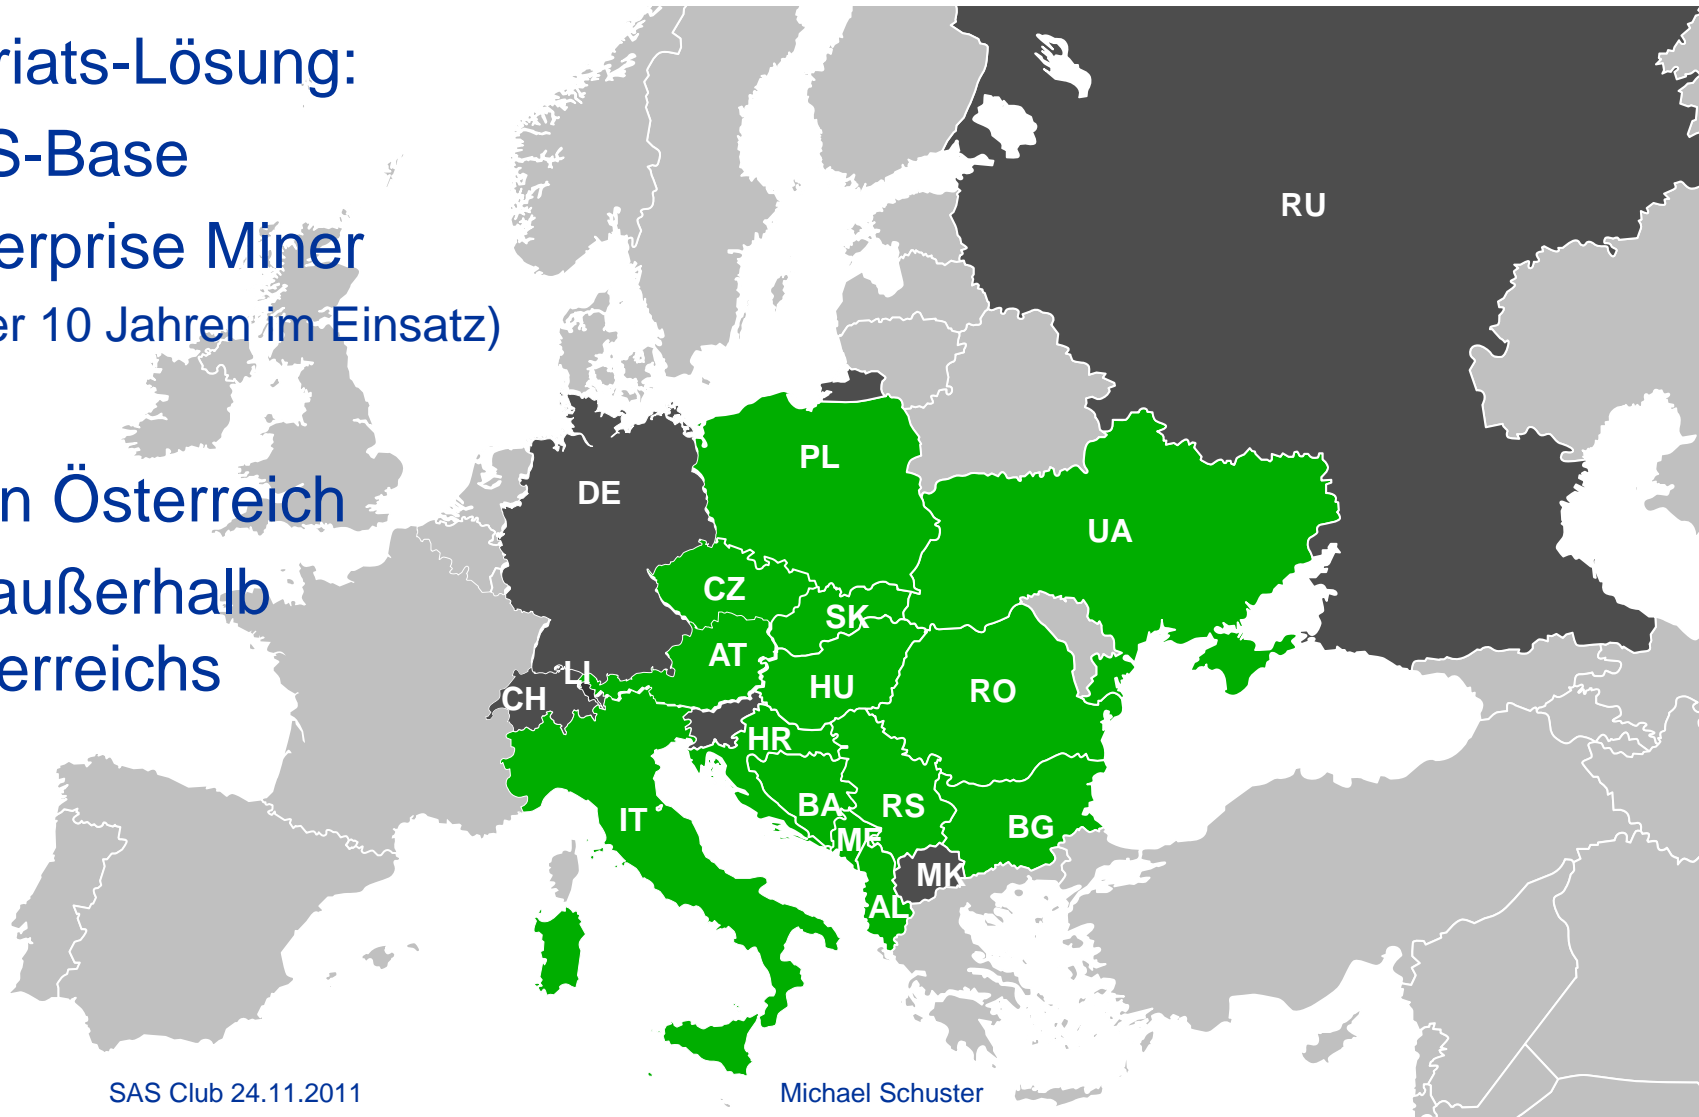 riats-Lösung:
S-Base
erprise Miner
er 10 Jahren im Einsatz)
n Österreich
außerhalb
erreichs
RU
PL
DE
UA
CZ
SK
AT
LI
CH
HU
RO
HR
BA
RS
IT
BG
ME
MK
AL
SAS Club 24.11.2011
Michael Schuster